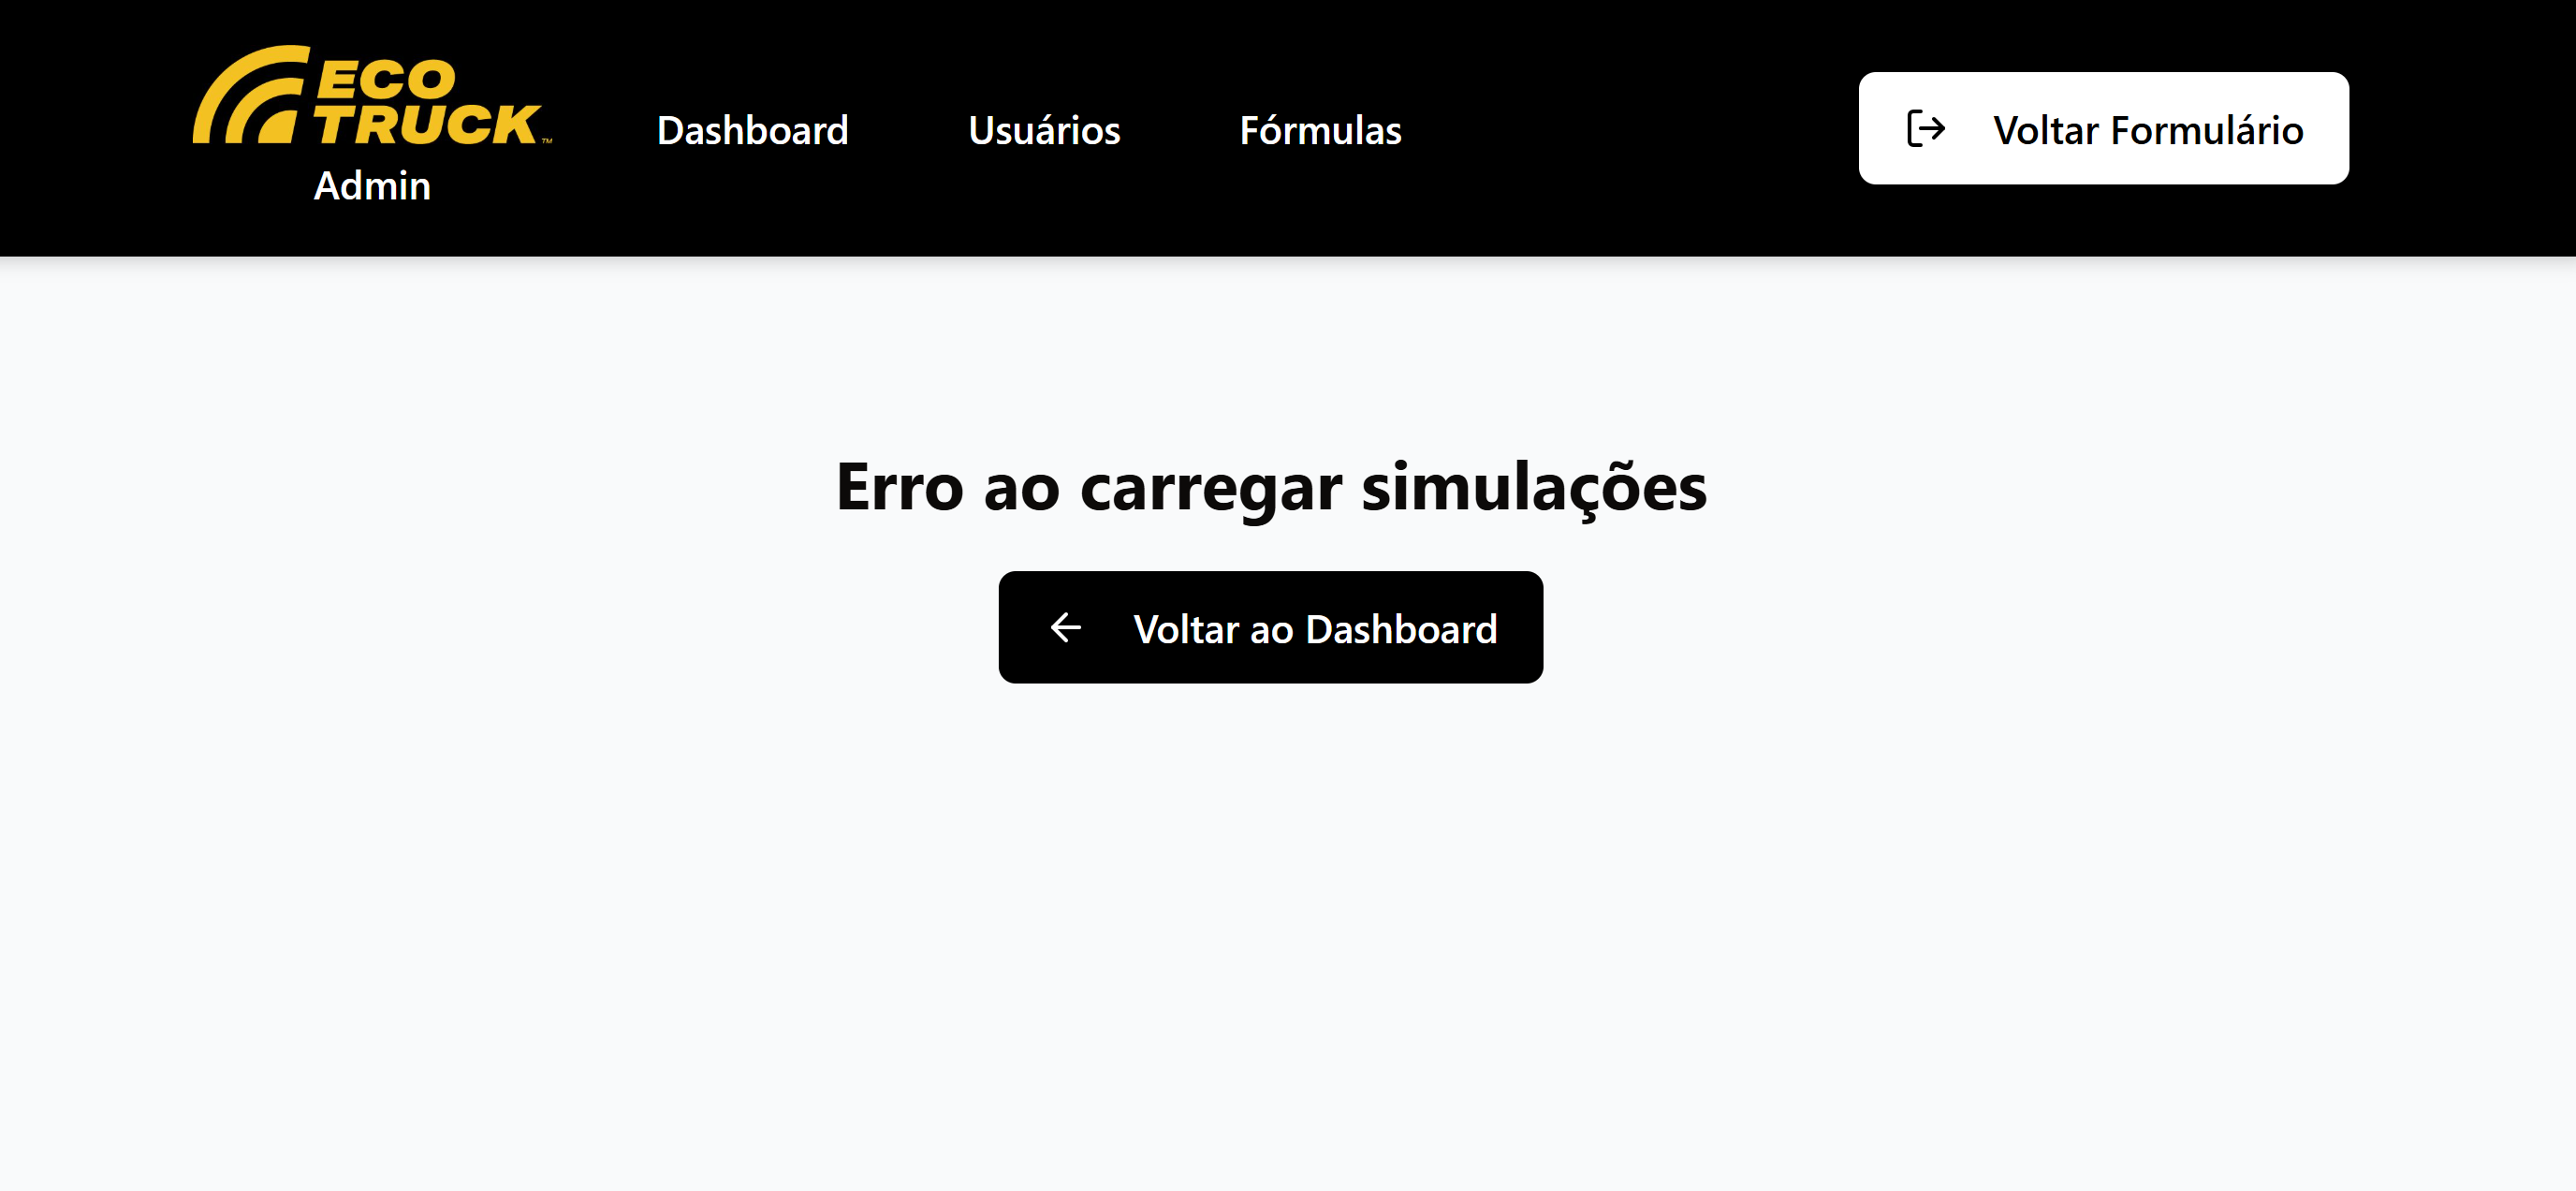 ECO
TRUCK™
Admin
Dashboard
Usuários
Fórmulas
Voltar Formulário
Erro ao carregar simulações
Voltar ao Dashboard